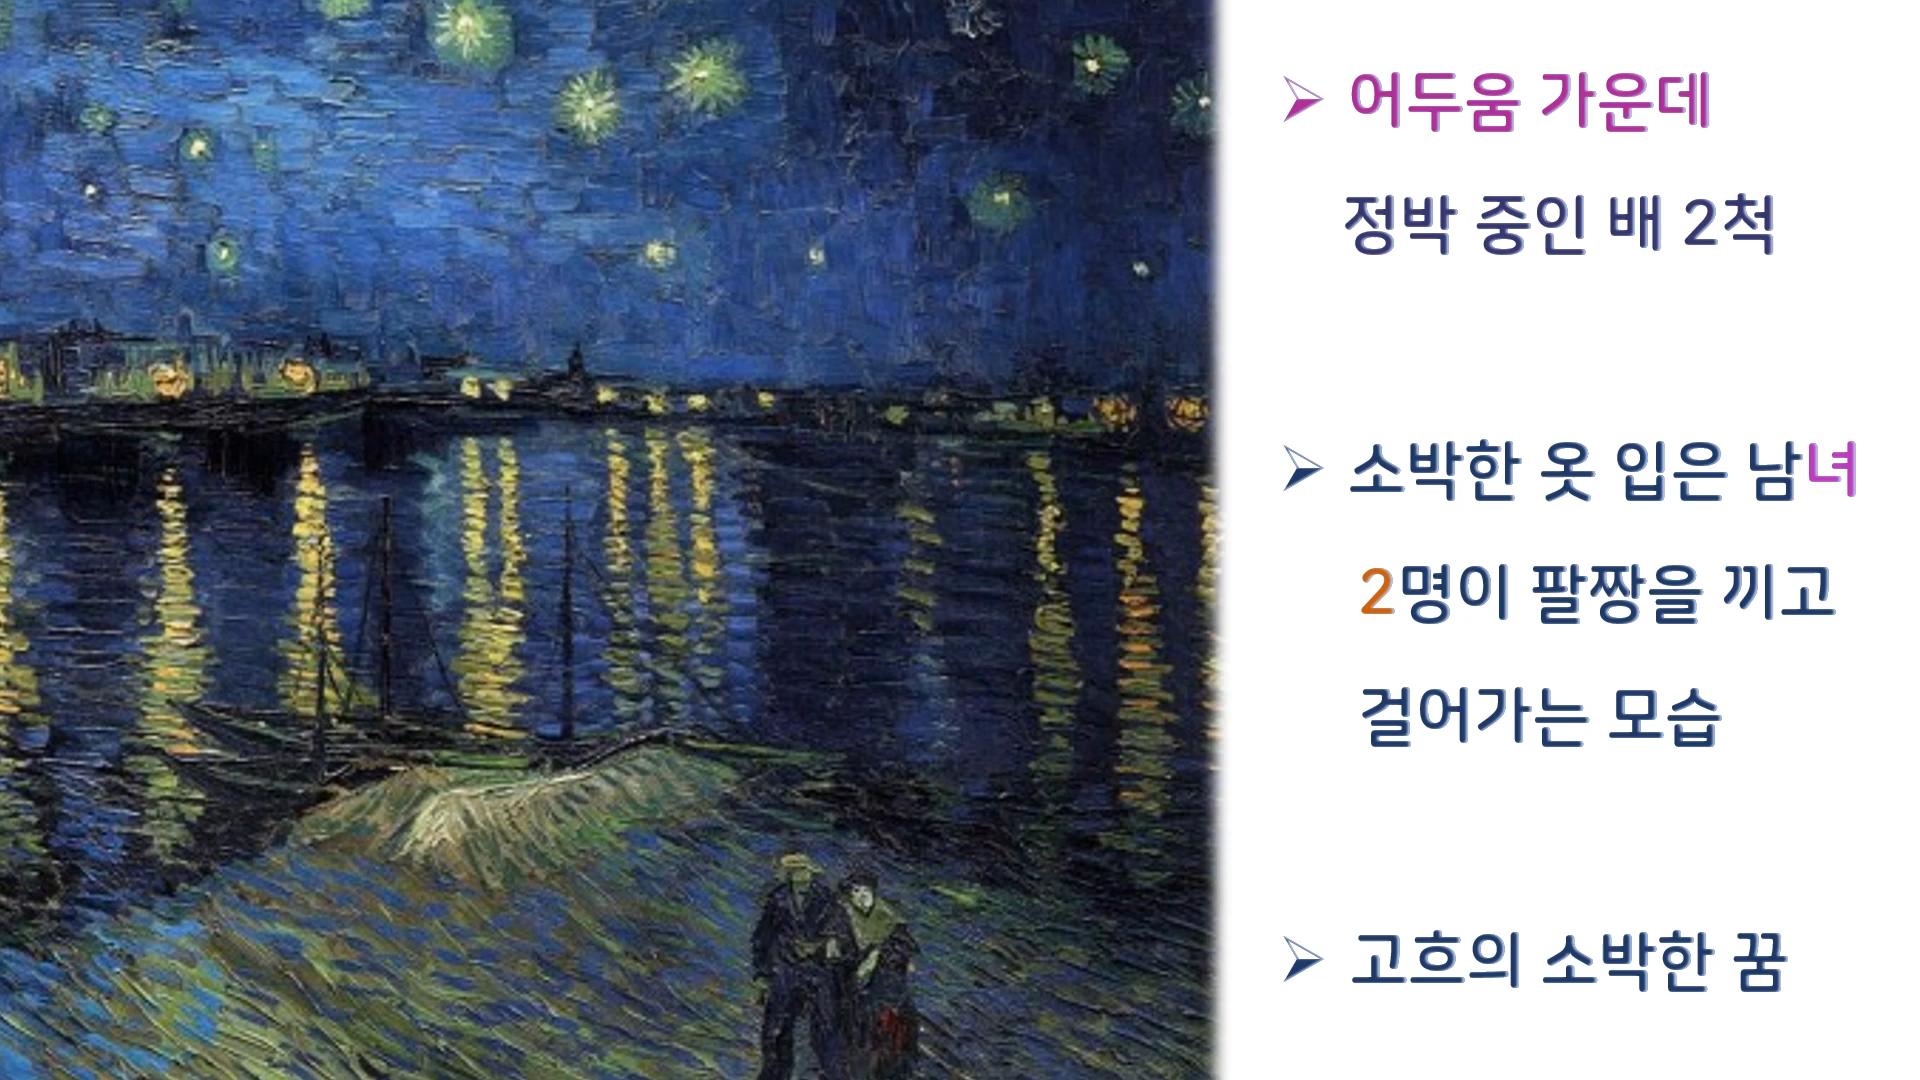 ➢ 어두움 가운데
정박 중인 배 2척
➢ 소박한 옷 입은 남녀
2명이 팔짱을 끼고
걸어가는 모습
➢ 고흐의 소박한 꿈